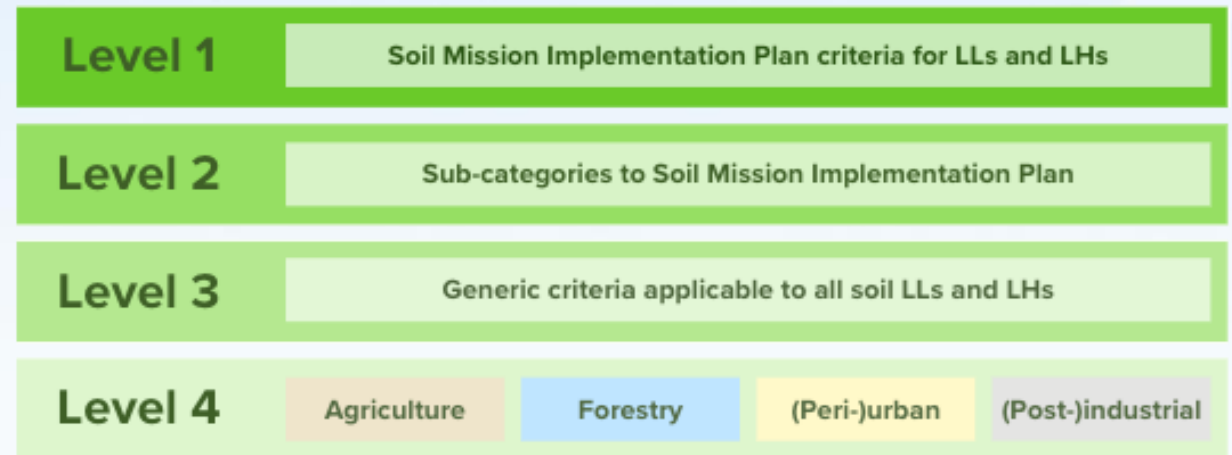 Level 1
Soil Mission Implementation Plan criteria for LLs and LHs
Level 2
Sub-categories to Soil Mission Implementation Plan
Level 3
Generic criteria applicable to all soil LLs and LHs
Level 4
Agriculture
Forestry
(Peri-)urban
(Post-)industrial